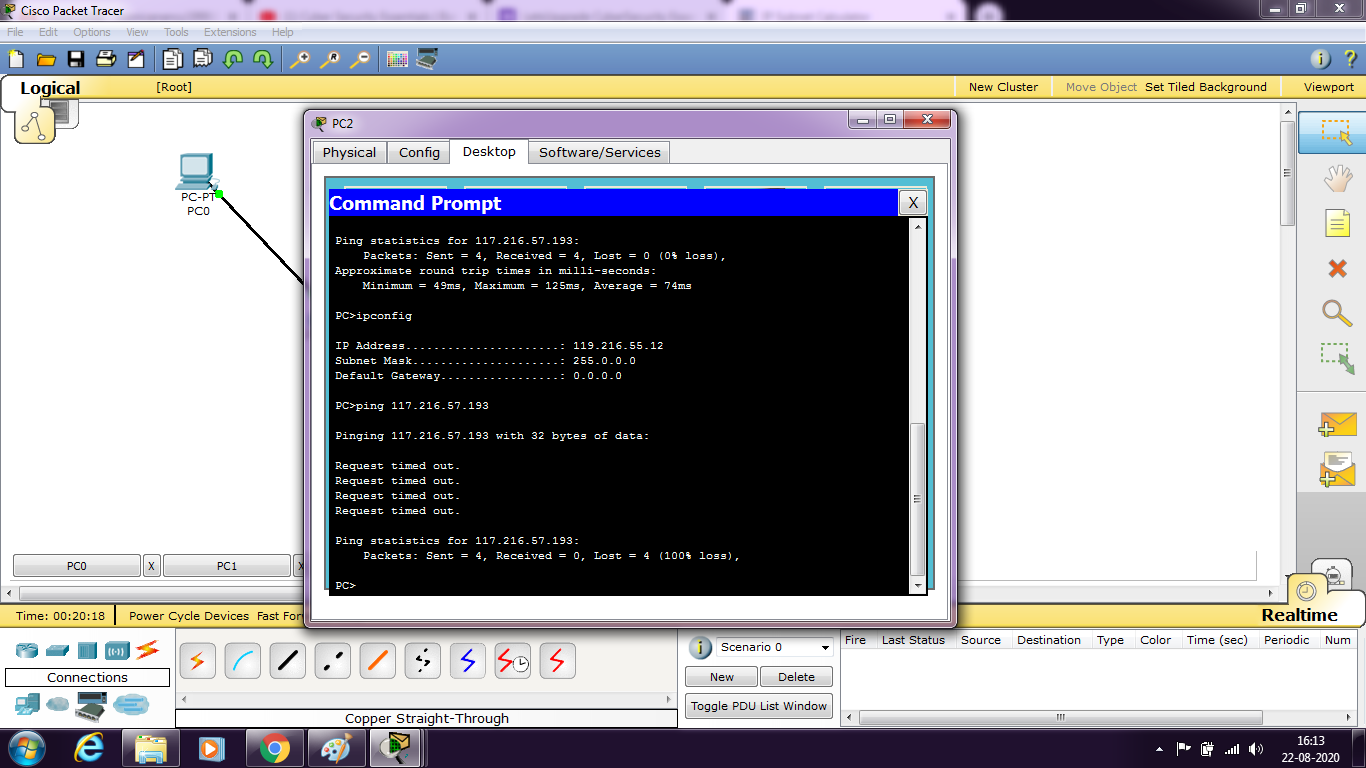 Cisco Packet Tracer
File Edit Options View Tools Extensions Help
Logical
[Root]
New Cluster
Move Object
Set Tiled Background
Viewport
PC-PT
PC0
PC2
Physical
Config
Desktop
Software/Services
Command Prompt
X
Ping statistics for 117.216.57.193:
Packets: Sent = 4, Received = 4, Lost = 0 (0% loss),
Approximate round trip times in milli-seconds:
Minimum = 49ms, Maximum = 125ms, Average = 74ms
PC>ipconfig
IP Address......................: 119.216.55.12
Subnet Mask.....................: 255.0.0.0
Default Gateway.................: 0.0.0.0
PC>ping 117.216.57.193
Pinging 117.216.57.193 with 32 bytes of data:
Request timed out.
Request timed out.
Request timed out.
Request timed out.
Ping statistics for 117.216.57.193:
Packets: Sent = 4, Received = 0, Lost = 4 (100% loss),
PC>
PC0
X
PC1
X
Time: 00:20:18
Power Cycle Devices Fast For
Realtime
Connections
Copper Straight-Through
Scenario 0
New
Delete
Toggle PDU List Window
Fire Last Status Source Destination Type Color Time (sec) Periodic Num
16:13
22-08-2020